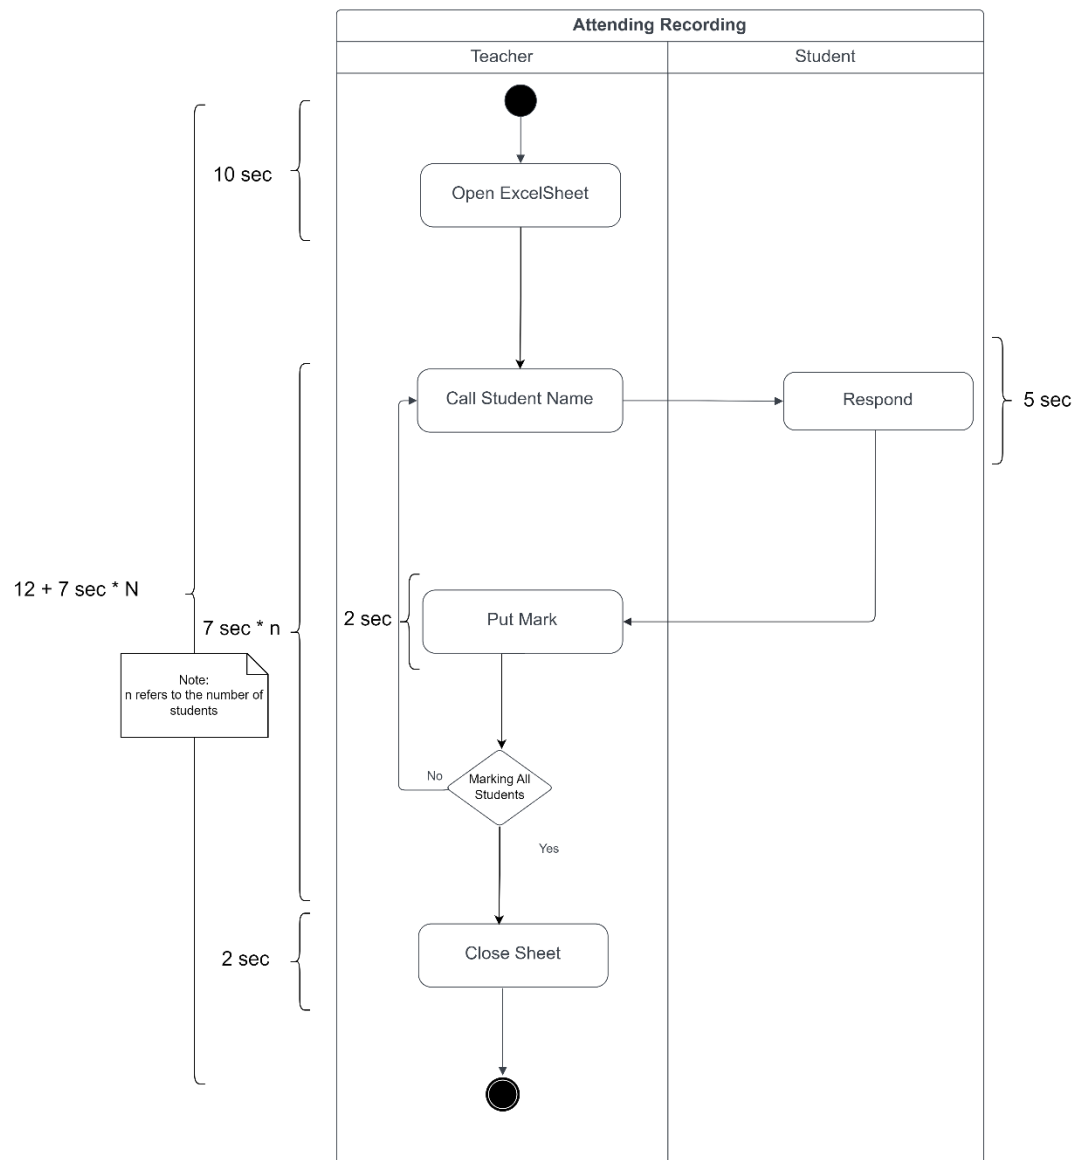 Attending Recording
Teacher
Student
10 sec
Open ExcelSheet
Call Student Name
Respond
5 sec
12 + 7 sec * N
7 sec * n
2 sec
Put Mark
Note:
n refers to the number of
students
No
Marking All
Students
Yes
2 sec
Close Sheet